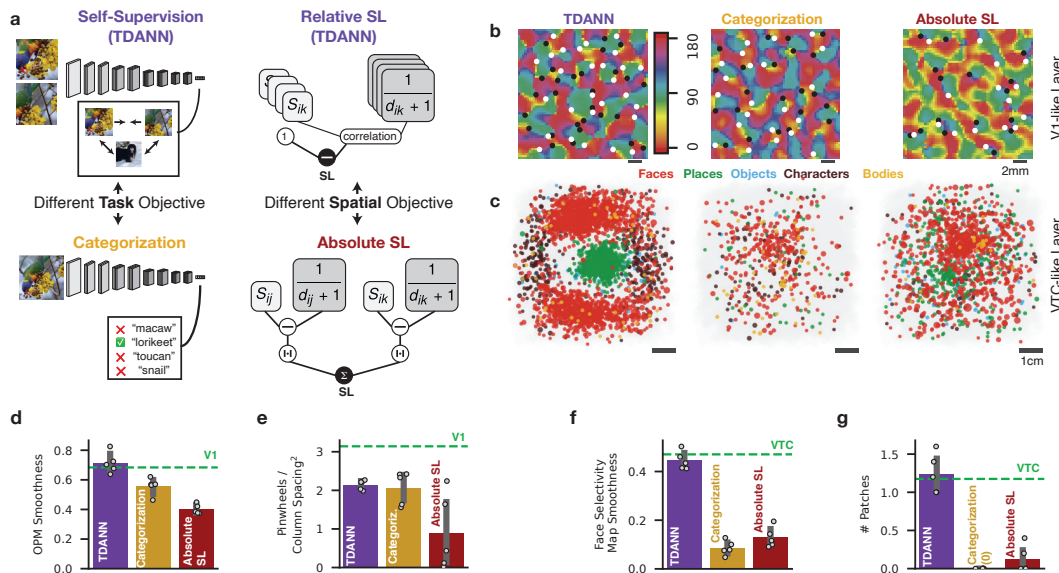 a
Self-Supervision
(TDANN)
Relative SL
(TDANN)
S_ik
1
d_ik + 1
1
correlation
−
SL
Different Task Objective
Different Spatial Objective
Categorization
Absolute SL
"macaw"
"lorikeet"
"toucan"
"snail"
S_ij
1
d_ij + 1
S_ik
1
d_ik + 1
−
−
|·|
|·|
Σ
SL
b
TDANN
Categorization
Absolute SL
180
90
0
2mm
V1-like Layer
Faces Places Objects Characters Bodies
c
1cm
VTC-like Layer
d
OPM Smoothness
0.8
0.6
0.4
0.2
0.0
V1
TDANN
Categorization
Absolute
SL
e
Pinwheels /
Column Spacing²
3
2
1
0
V1
TDANN
Categoriz.
Absolute SL
f
Face Selectivity
Map Smoothness
0.4
0.2
0.0
VTC
TDANN
Categorization
Absolute SL
g
# Patches
1.5
1.0
0.5
0.0
VTC
TDANN
Categorization
(0)
Absolute SL